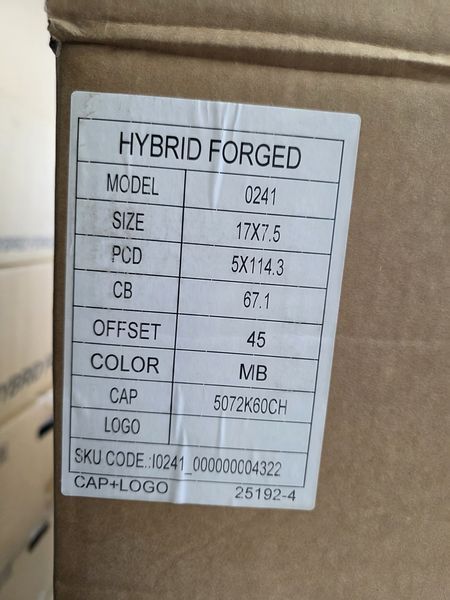 HYBRID FORGED
MODEL 0241
SIZE 17X7.5
PCD 5X114.3
CB 67.1
OFFSET 45
COLOR MB
CAP 5072K60CH
LOGO
SKU CODE.:I0241_000000004322
CAP+LOGO 25192-4